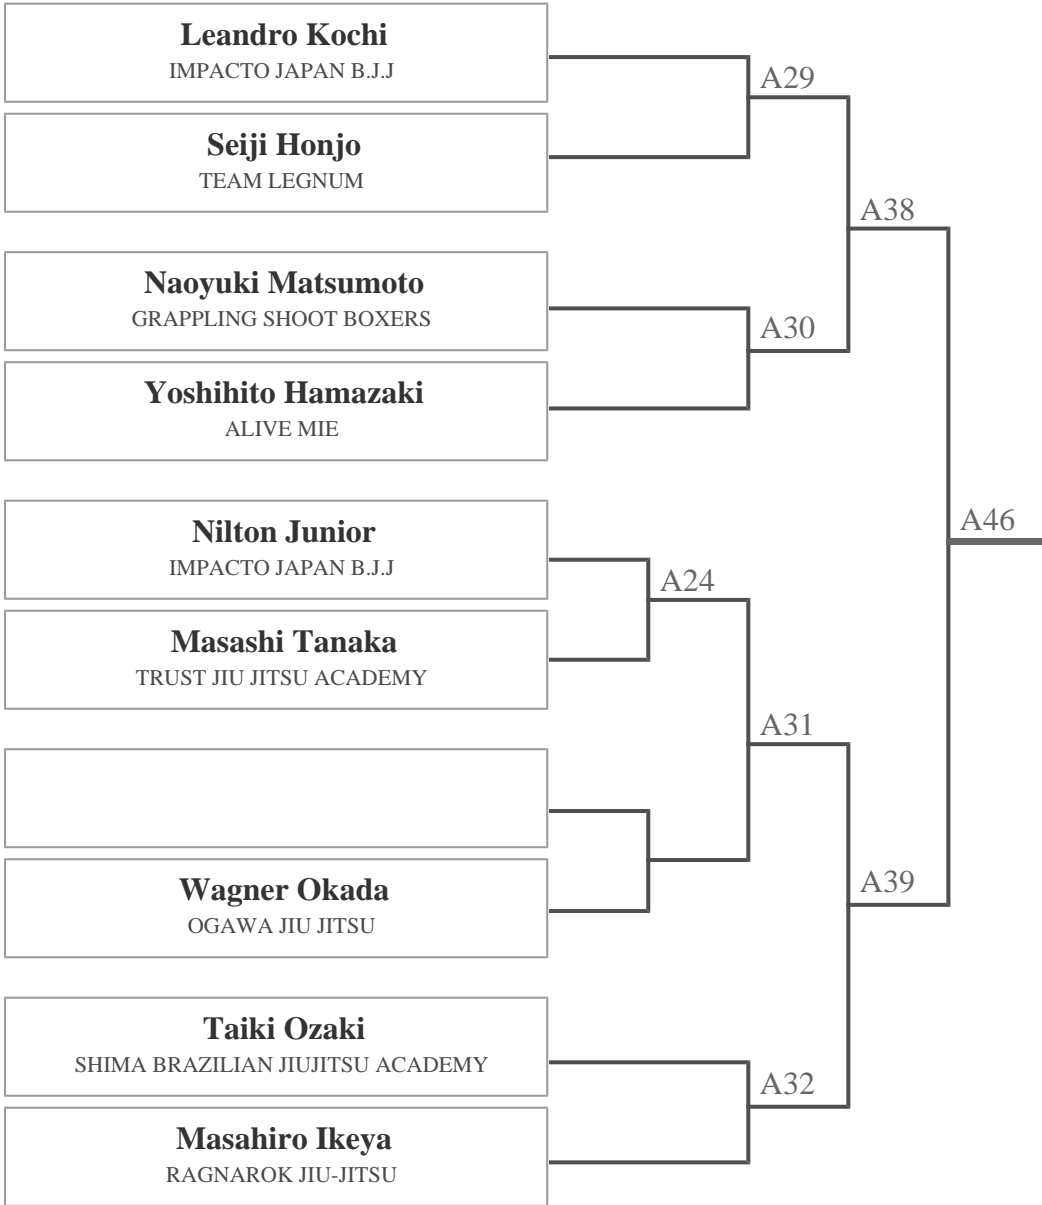 Leandro Kochi
IMPACTO JAPAN B.J.J
A29
Seiji Honjo
TEAM LEGNUM
A38
Naoyuki Matsumoto
GRAPPLING SHOOT BOXERS
A30
Yoshihito Hamazaki
ALIVE MIE
A46
Nilton Junior
IMPACTO JAPAN B.J.J
A24
Masashi Tanaka
TRUST JIU JITSU ACADEMY
A31
Wagner Okada
OGAWA JIU JITSU
A39
Taiki Ozaki
SHIMA BRAZILIAN JIUJITSU ACADEMY
A32
Masahiro Ikeya
RAGNAROK JIU-JITSU